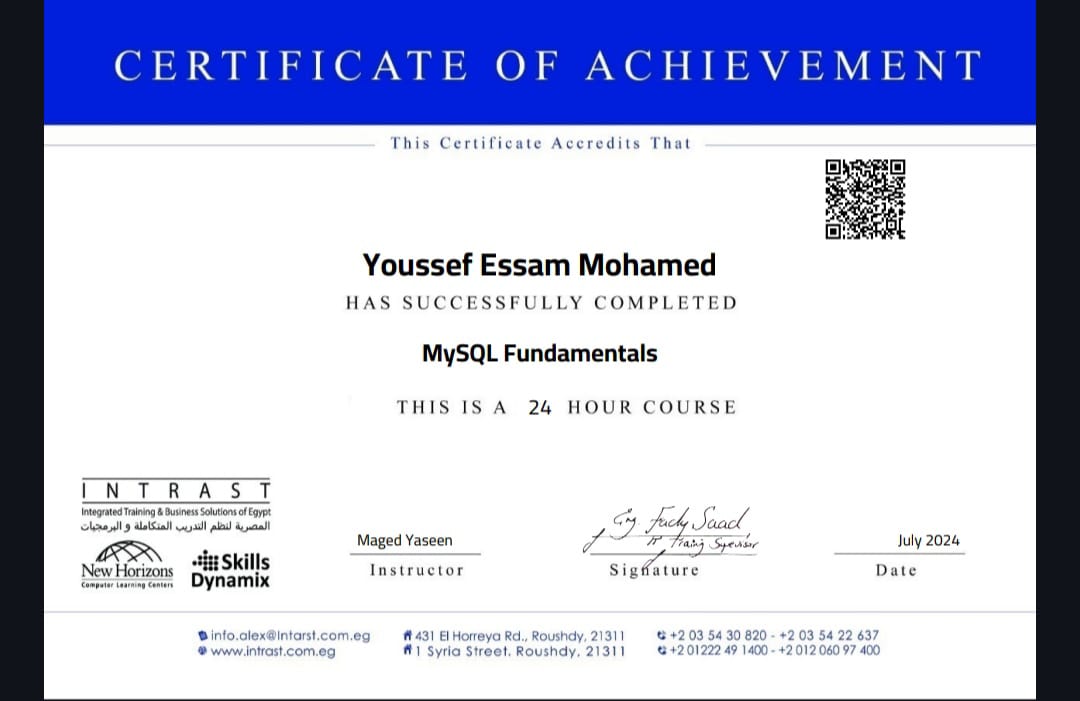 CERTIFICATE OF ACHIEVEMENT
This Certificate Accredits That
Youssef Essam Mohamed
HAS SUCCESSFULLY COMPLETED
MySQL Fundamentals
THIS IS A 24 HOUR COURSE
INTRAST
Integrated Training & Business Solutions of Egypt
المصرية لنظم التدريب المتكاملة و البرمجيات
New Horizons
Computer Learning Centers
Skills
Dynamix
Maged Yaseen
Instructor
Eng. Fady Saad
IT
Signature
July 2024
Date
info.alex@Intarst.com.eg
www.intrast.com.eg
431 El Horreya Rd., Roushdy, 21311
1 Syria Street, Roushdy, 21311
+2 03 54 30 820 - +2 03 54 22 637
+2 01222 49 1400 - +2 012 060 97 400